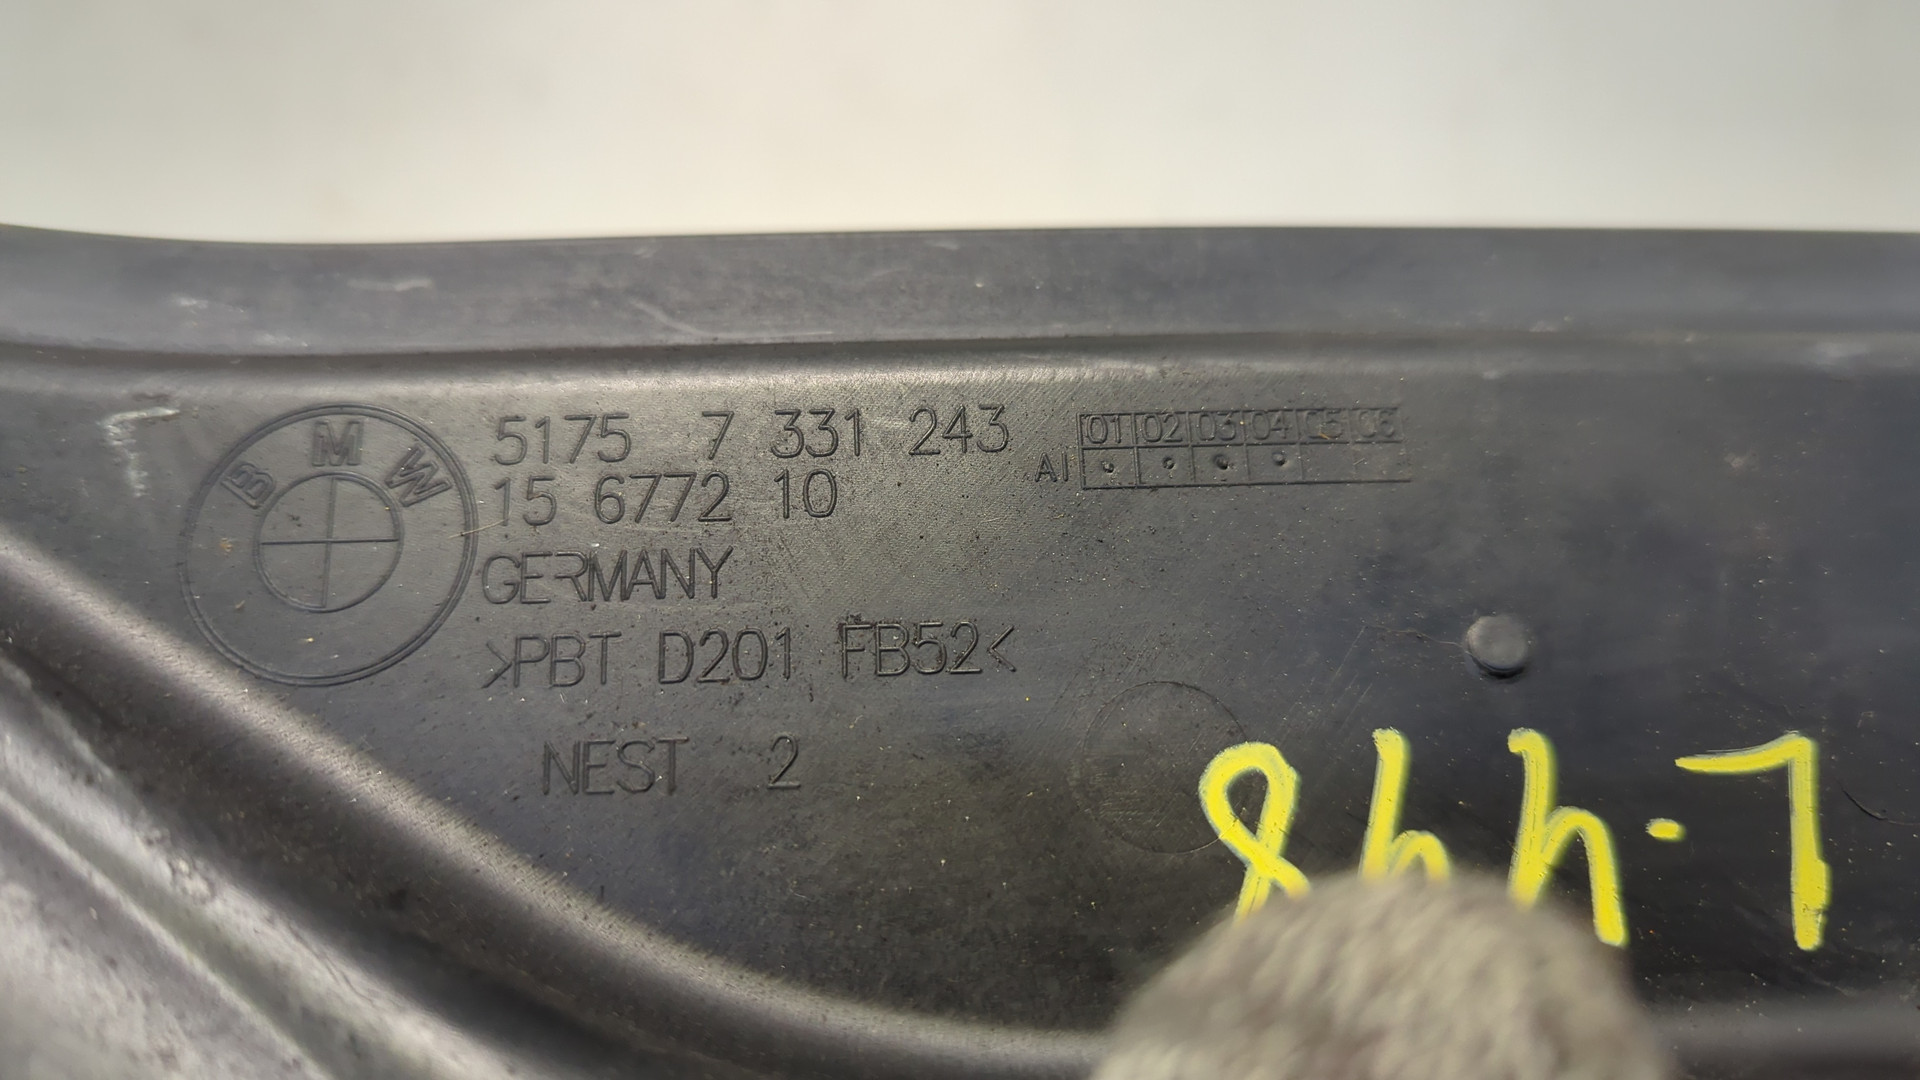 BMW
5175 7 331 243
15 6772 10
AI 01 02 03 04 05 06
GERMANY
>PBT D201 FB52<
NEST 2
L.448